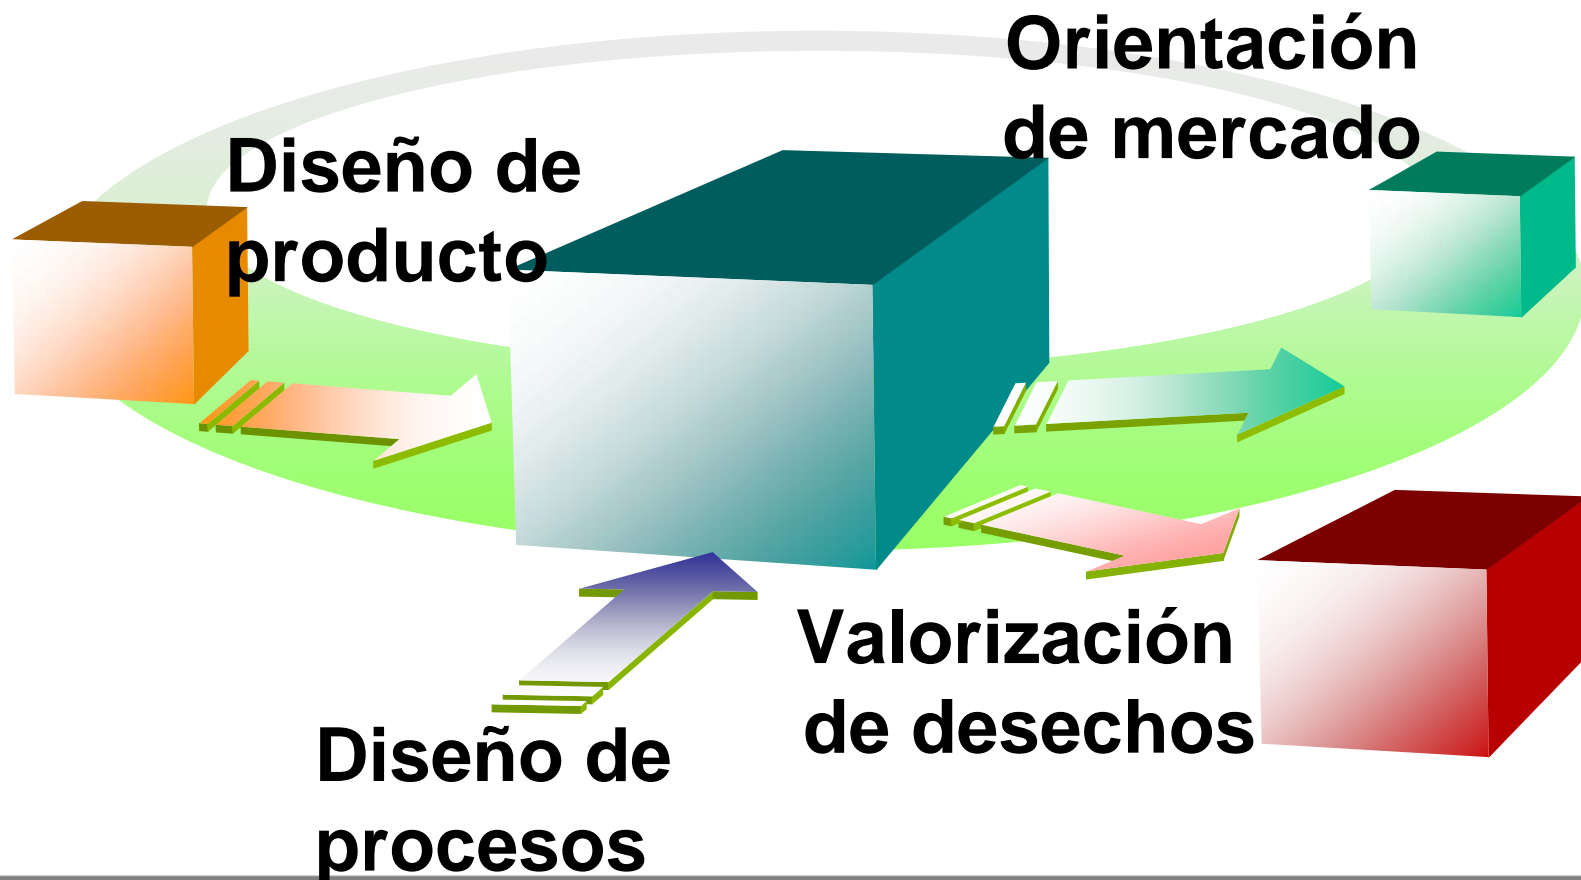 Orientación
de mercado
Diseño de
producto
Valorización
de desechos
Diseño de
procesos